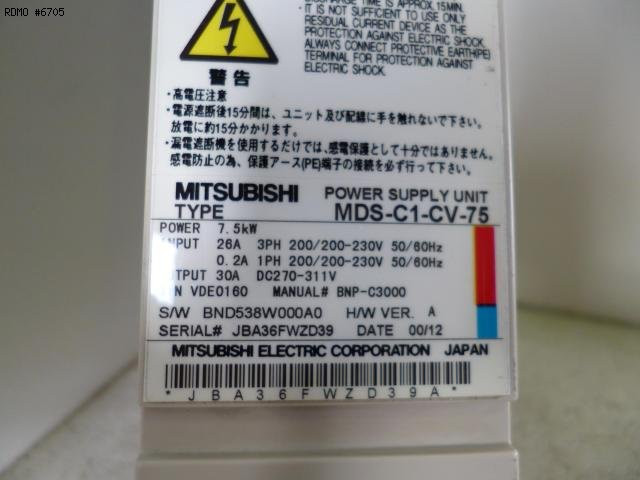 RDMO #6705
DISCHARGE TIME IS APPROX.15MIN.
・IT IS NOT SUFFICIENT TO USE ONLY
RESIDUAL CURRENT DEVICE AS THE
PROTECTION AGAINST ELECTRIC SHOCK.
ALWAYS CONNECT PROTECTIVE EARTH(PE)
TERMINAL FOR PROTECTION AGAINST
ELECTRIC SHOCK.
警告
・高電圧注意
・電源遮断後15分間は、ユニット及び配線に手を触れないで下さい。
放電に約15分かかります。
・漏電遮断機を使用するだけでは、感電保護として十分ではありません。
感電防止の為、保護アース(PE)端子の接続を必ず行って下さい。
MITSUBISHI POWER SUPPLY UNIT
TYPE MDS-C1-CV-75
POWER 7.5kW
INPUT 26A 3PH 200/200-230V 50/60Hz
0.2A 1PH 200/200-230V 50/60Hz
OUTPUT 30A DC270-311V
VDE0160 MANUAL# BNP-C3000
S/W BND538W000A0 H/W VER. A
SERIAL# JBA36FWZD39 DATE 00/12
MITSUBISHI ELECTRIC CORPORATION JAPAN
*JBA36FWZD39A*